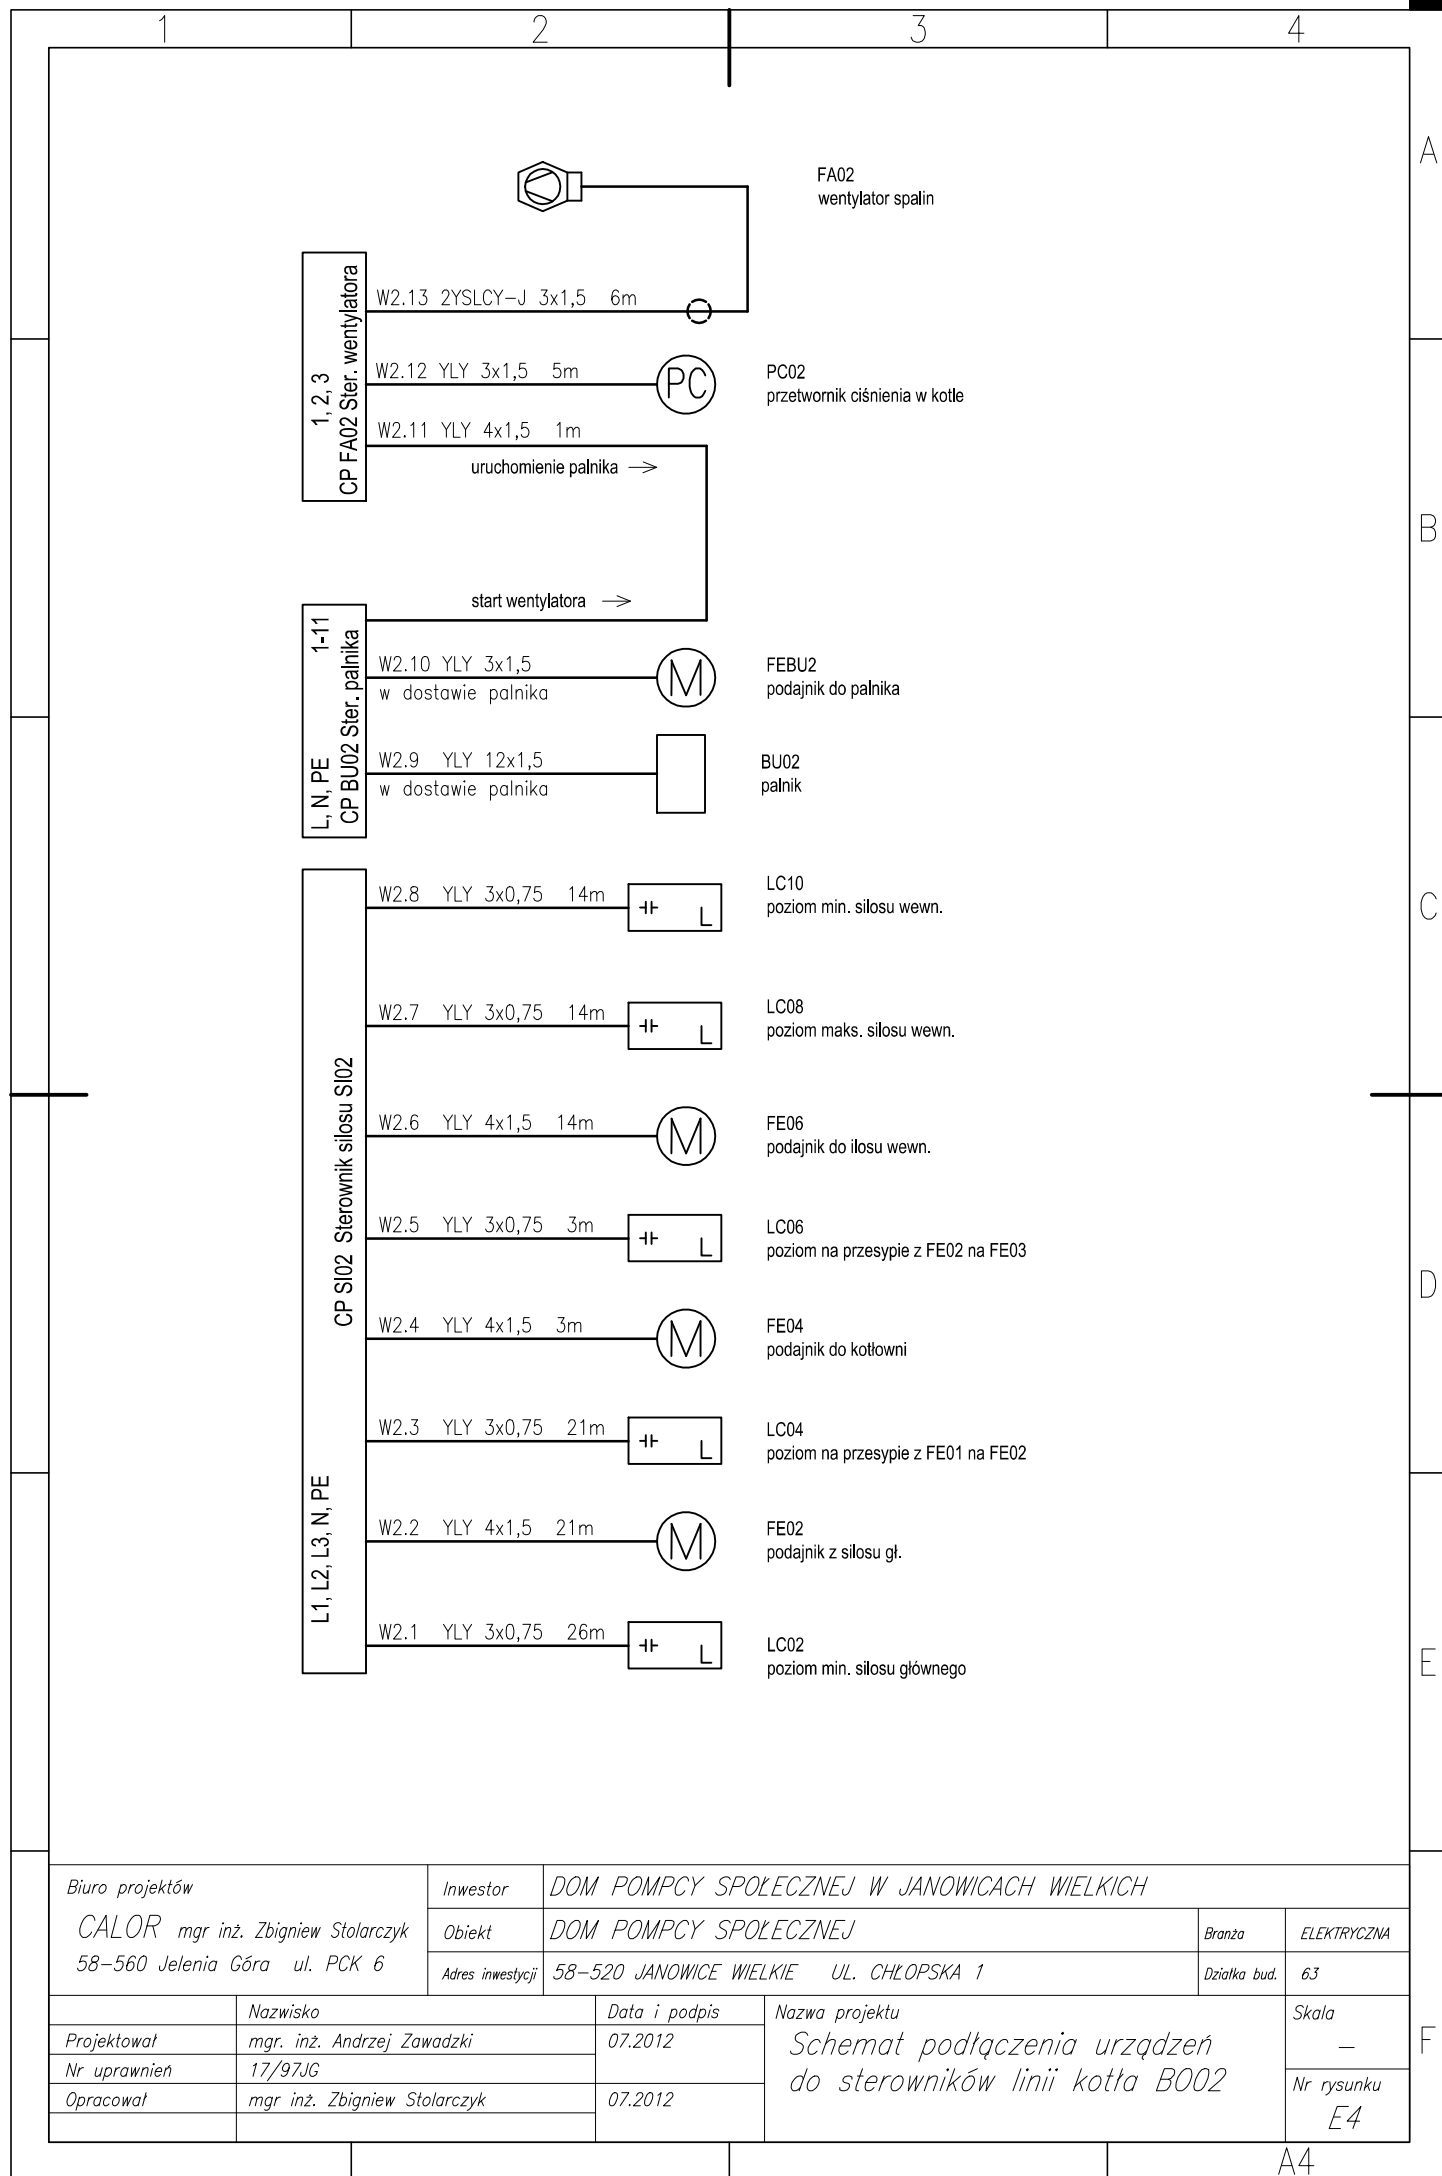 1
2
3
4
A
FA02
wentylator spalin
1, 2, 3
CP FA02 Ster. wentylatora
W2.13 2YSLCY-J 3x1,5 6m
W2.12 YLY 3x1,5 5m
PC
PC02
przetwornik ciśnienia w kotle
W2.11 YLY 4x1,5 1m
uruchomienie palnika
B
start wentylatora
L, N, PE 1-11
CP BU02 Ster. palnika
W2.10 YLY 3x1,5
w dostawie palnika
M
FEBU2
podajnik do palnika
W2.9 YLY 12x1,5
w dostawie palnika
BU02
palnik
C
L1, L2, L3, N, PE
CP SI02 Sterownik silosu SI02
W2.8 YLY 3x0,75 14m
L
LC10
poziom min. silosu wewn.
W2.7 YLY 3x0,75 14m
L
LC08
poziom maks. silosu wewn.
W2.6 YLY 4x1,5 14m
M
FE06
podajnik do ilosu wewn.
W2.5 YLY 3x0,75 3m
L
LC06
poziom na przesypie z FE02 na FE03
D
W2.4 YLY 4x1,5 3m
M
FE04
podajnik do kotłowni
W2.3 YLY 3x0,75 21m
L
LC04
poziom na przesypie z FE01 na FE02
W2.2 YLY 4x1,5 21m
M
FE02
podajnik z silosu gł.
W2.1 YLY 3x0,75 26m
L
LC02
poziom min. silosu głównego
E
Biuro projektów
CALOR mgr inż. Zbigniew Stolarczyk
58-560 Jelenia Góra ul. PCK 6
Inwestor DOM POMPCY SPOŁECZNEJ W JANOWICACH WIELKICH
Obiekt DOM POMPCY SPOŁECZNEJ Branża ELEKTRYCZNA
Adres inwestycji 58-520 JANOWICE WIELKIE UL. CHŁOPSKA 1 Działka bud. 63
Nazwisko Data i podpis
Projektował mgr. inż. Andrzej Zawadzki 07.2012
Nr uprawnień 17/97JG
Opracował mgr inż. Zbigniew Stolarczyk 07.2012
Nazwa projektu
Schemat podłączenia urządzeń
do sterowników linii kotła B002
Skala
—
Nr rysunku
E4
F
A4